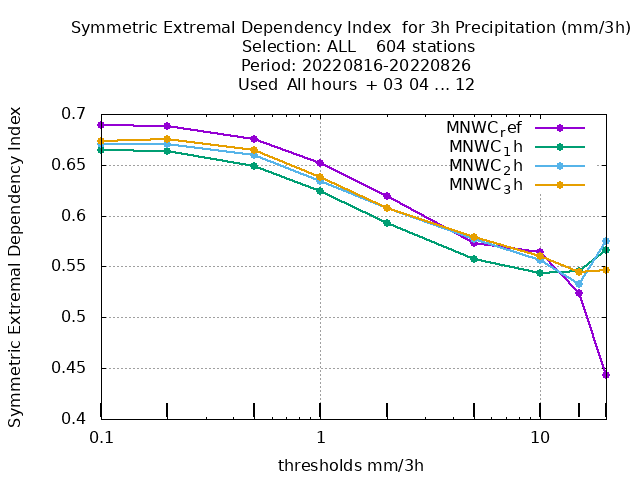 Symmetric Extremal Dependency Index  for 3h Precipitation (mm/3h)
Selection: ALL    604 stations
Period: 20220816-20220826
Used  All hours  + 03 04 ... 12
Symmetric Extremal Dependency Index
0.7
0.65
0.6
0.55
0.5
0.45
0.4
MNWC_ref
MNWC_1h
MNWC_2h
MNWC_3h
0.1 1 10
thresholds mm/3h